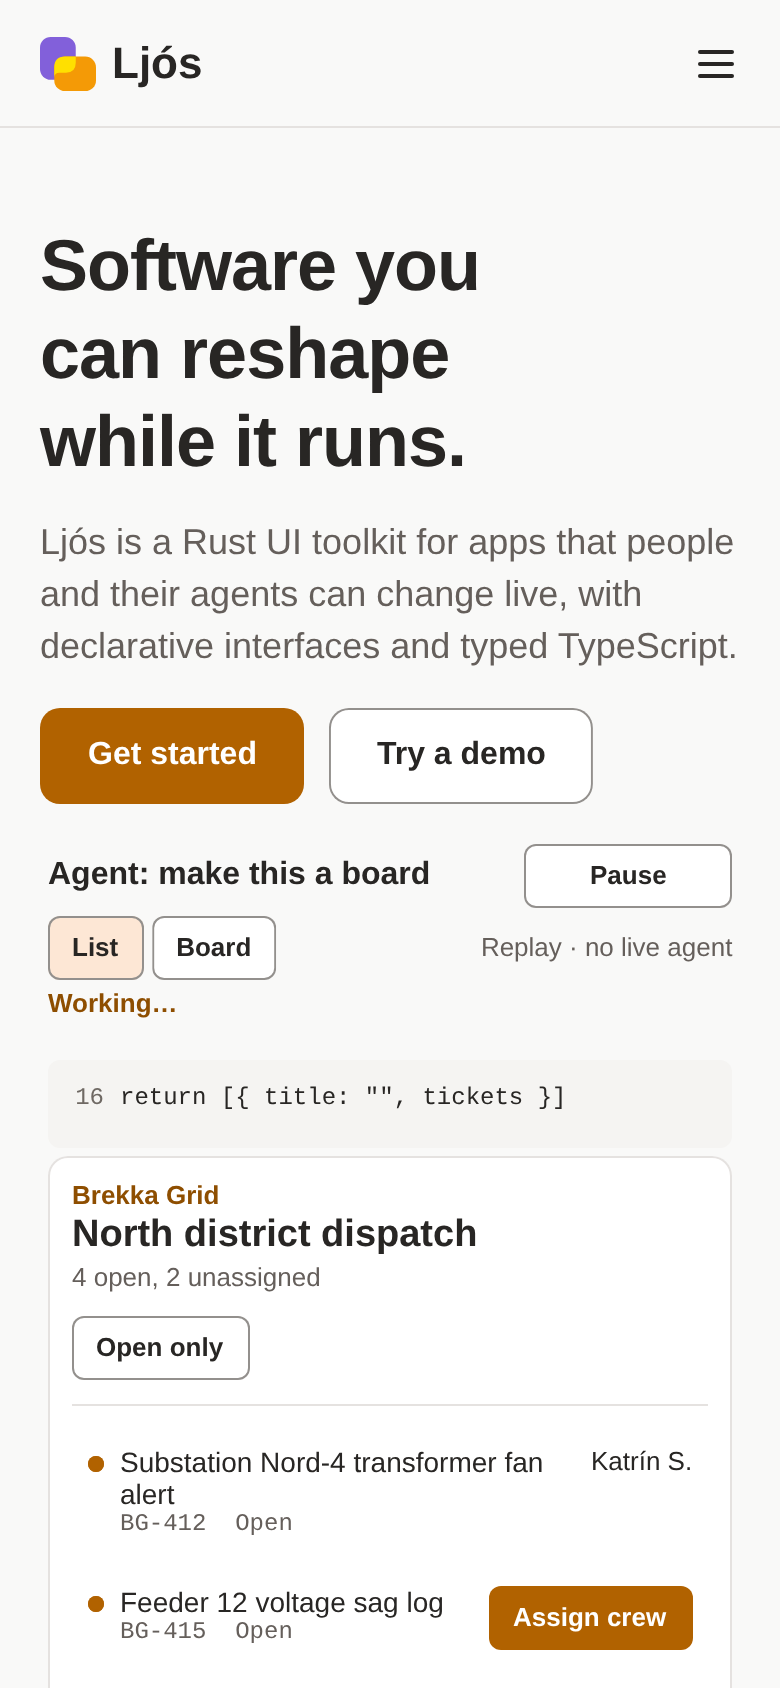 Ljós
Software you
can reshape
while it runs.
Ljós is a Rust UI toolkit for apps that people
and their agents can change live, with
declarative interfaces and typed TypeScript.
Get started
Try a demo
Agent: make this a board
Pause
List
Board
Replay · no live agent
Working…
16 return [{ title: "", tickets }]
Brekka Grid
North district dispatch
4 open, 2 unassigned
Open only
Substation Nord-4 transformer fan
alert
Katrín S.
BG-412 Open
Feeder 12 voltage sag log
BG-415 Open
Assign crew